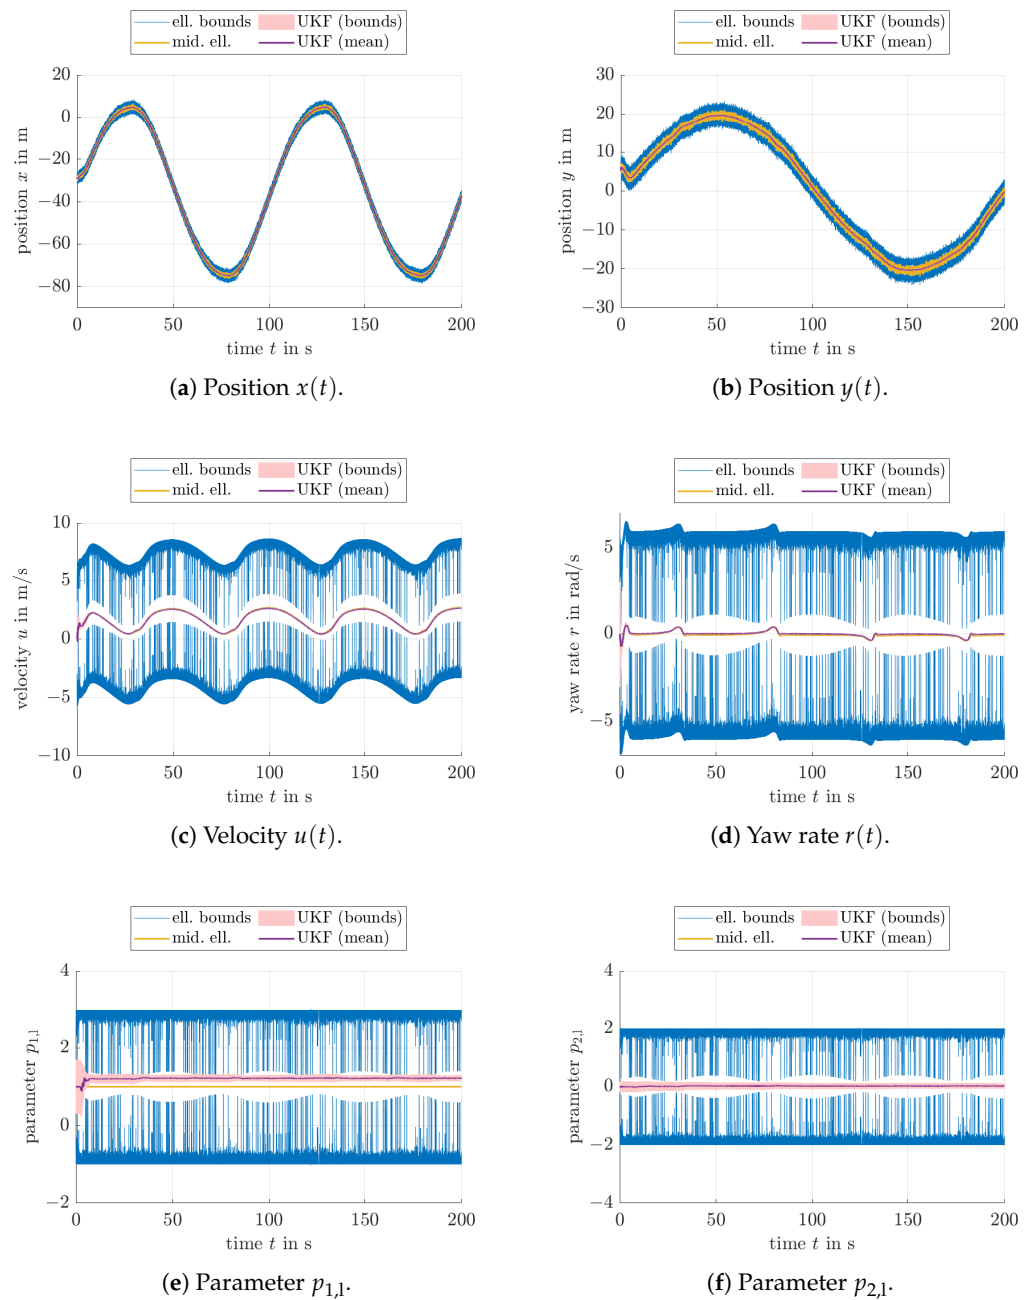 ell. bounds UKF (bounds)
mid. ell. UKF (mean)
20
0
−20
−40
−60
−80
position x in m
0 50 100 150 200
time t in s
(a) Position x(t).
ell. bounds UKF (bounds)
mid. ell. UKF (mean)
30
20
10
0
−10
−20
−30
position y in m
0 50 100 150 200
time t in s
(b) Position y(t).
ell. bounds UKF (bounds)
mid. ell. UKF (mean)
10
5
0
−5
−10
velocity u in m/s
0 50 100 150 200
time t in s
(c) Velocity u(t).
ell. bounds UKF (bounds)
mid. ell. UKF (mean)
5
0
−5
yaw rate r in rad/s
0 50 100 150 200
time t in s
(d) Yaw rate r(t).
ell. bounds UKF (bounds)
mid. ell. UKF (mean)
4
2
0
−2
parameter p1,l
0 50 100 150 200
time t in s
(e) Parameter p1,l.
ell. bounds UKF (bounds)
mid. ell. UKF (mean)
4
2
0
−2
−4
parameter p2,l
0 50 100 150 200
time t in s
(f) Parameter p2,l.